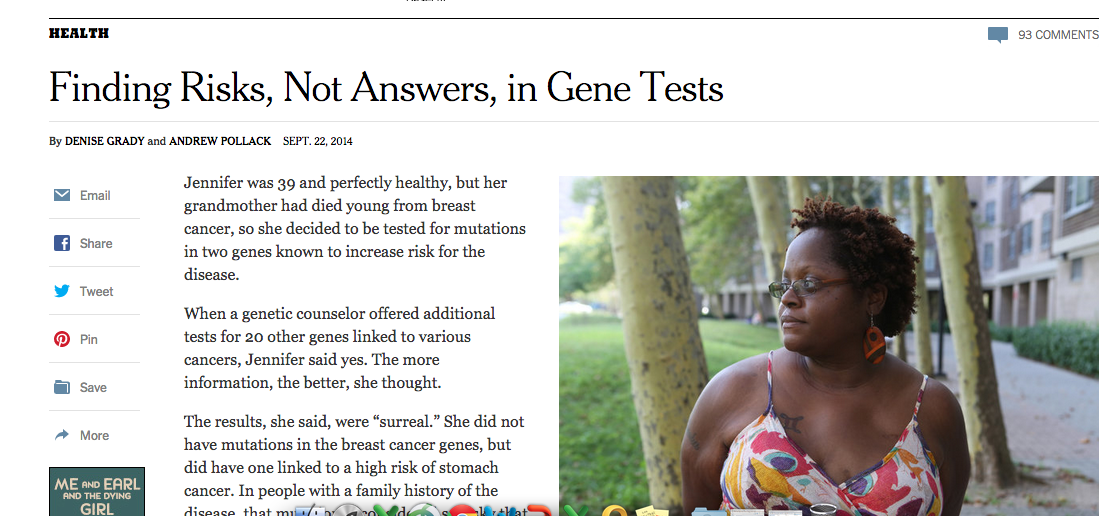 HEALTH
93 COMMENTS
Finding Risks, Not Answers, in Gene Tests
By DENISE GRADY and ANDREW POLLACK SEPT. 22, 2014
Email
Share
Tweet
Pin
Save
More
ME AND EARL
AND THE DYING
GIRL
Jennifer was 39 and perfectly healthy, but her
grandmother had died young from breast
cancer, so she decided to be tested for mutations
in two genes known to increase risk for the
disease.
When a genetic counselor offered additional
tests for 20 other genes linked to various
cancers, Jennifer said yes. The more
information, the better, she thought.
The results, she said, were “surreal.” She did not
have mutations in the breast cancer genes, but
did have one linked to a high risk of stomach
cancer. In people with a family history of the
disease, that